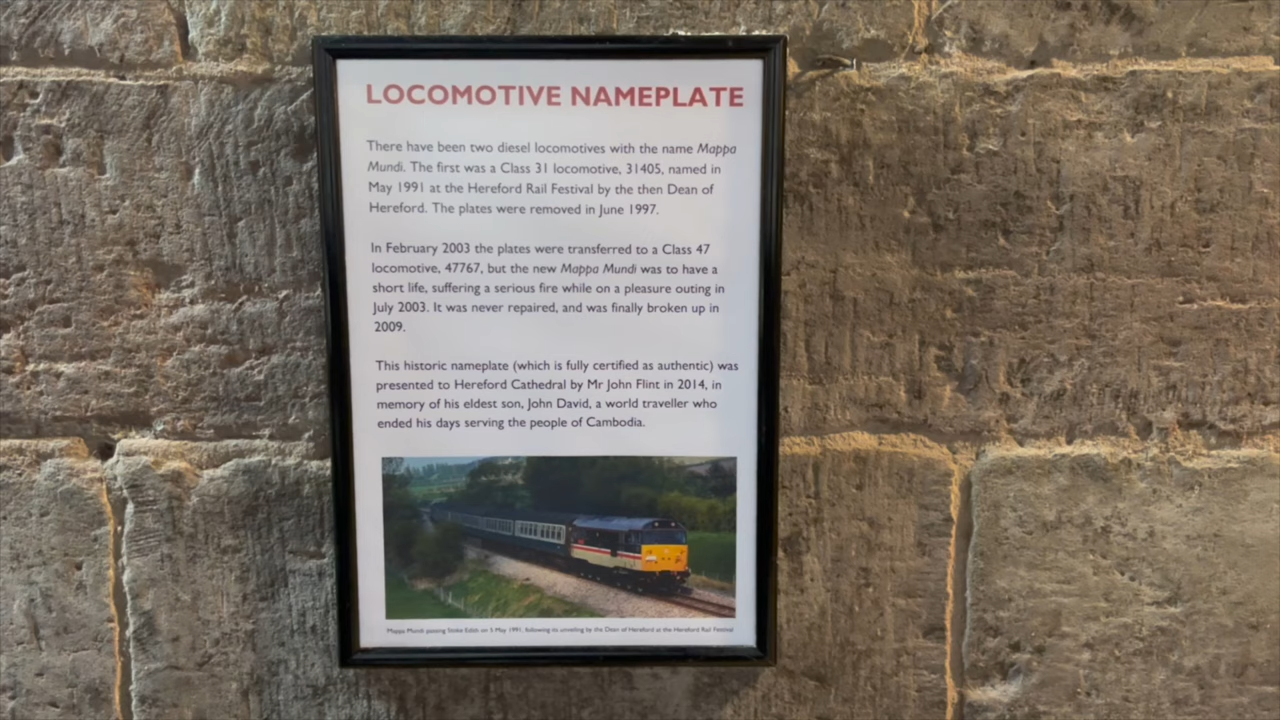 LOCOMOTIVE NAMEPLATE
There have been two diesel locomotives with the name Mappa
Mundi. The first was a Class 31 locomotive, 31405, named in
May 1991 at the Hereford Rail Festival by the then Dean of
Hereford. The plates were removed in June 1997.
In February 2003 the plates were transferred to a Class 47
locomotive, 47767, but the new Mappa Mundi was to have a
short life, suffering a serious fire while on a pleasure outing in
July 2003. It was never repaired, and was finally broken up in
2009.
This historic nameplate (which is fully certified as authentic) was
presented to Hereford Cathedral by Mr John Flint in 2014, in
memory of his eldest son, John David, a world traveller who
ended his days serving the people of Cambodia.
Mappa Mundi passing Stoke Edith on 5 May 1991, following its unveiling by the Dean of Hereford at the Hereford Rail Festival